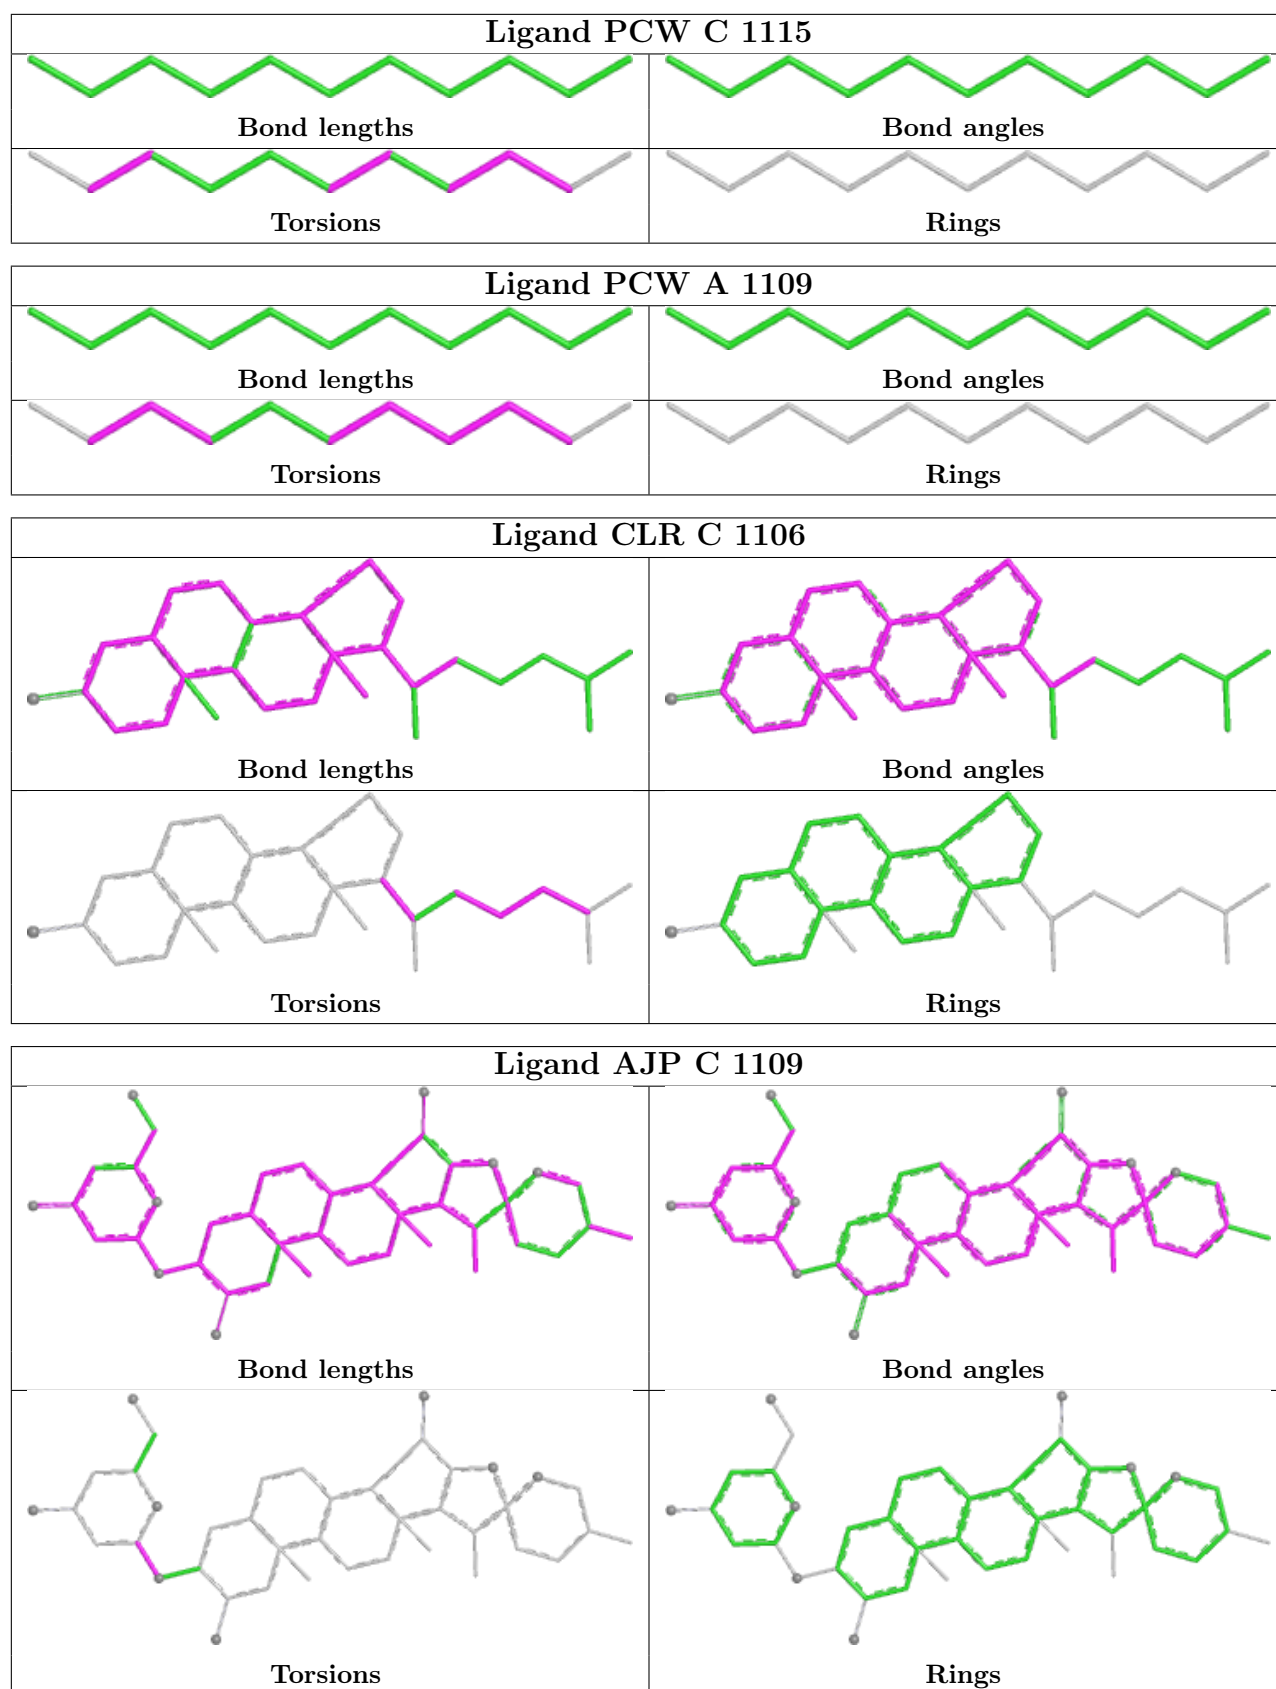 Ligand PCW C 1115
Bond lengths
Bond angles
Torsions
Rings
Ligand PCW A 1109
Bond lengths
Bond angles
Torsions
Rings
Ligand CLR C 1106
Bond lengths
Bond angles
Torsions
Rings
Ligand AJP C 1109
Bond lengths
Bond angles
Torsions
Rings